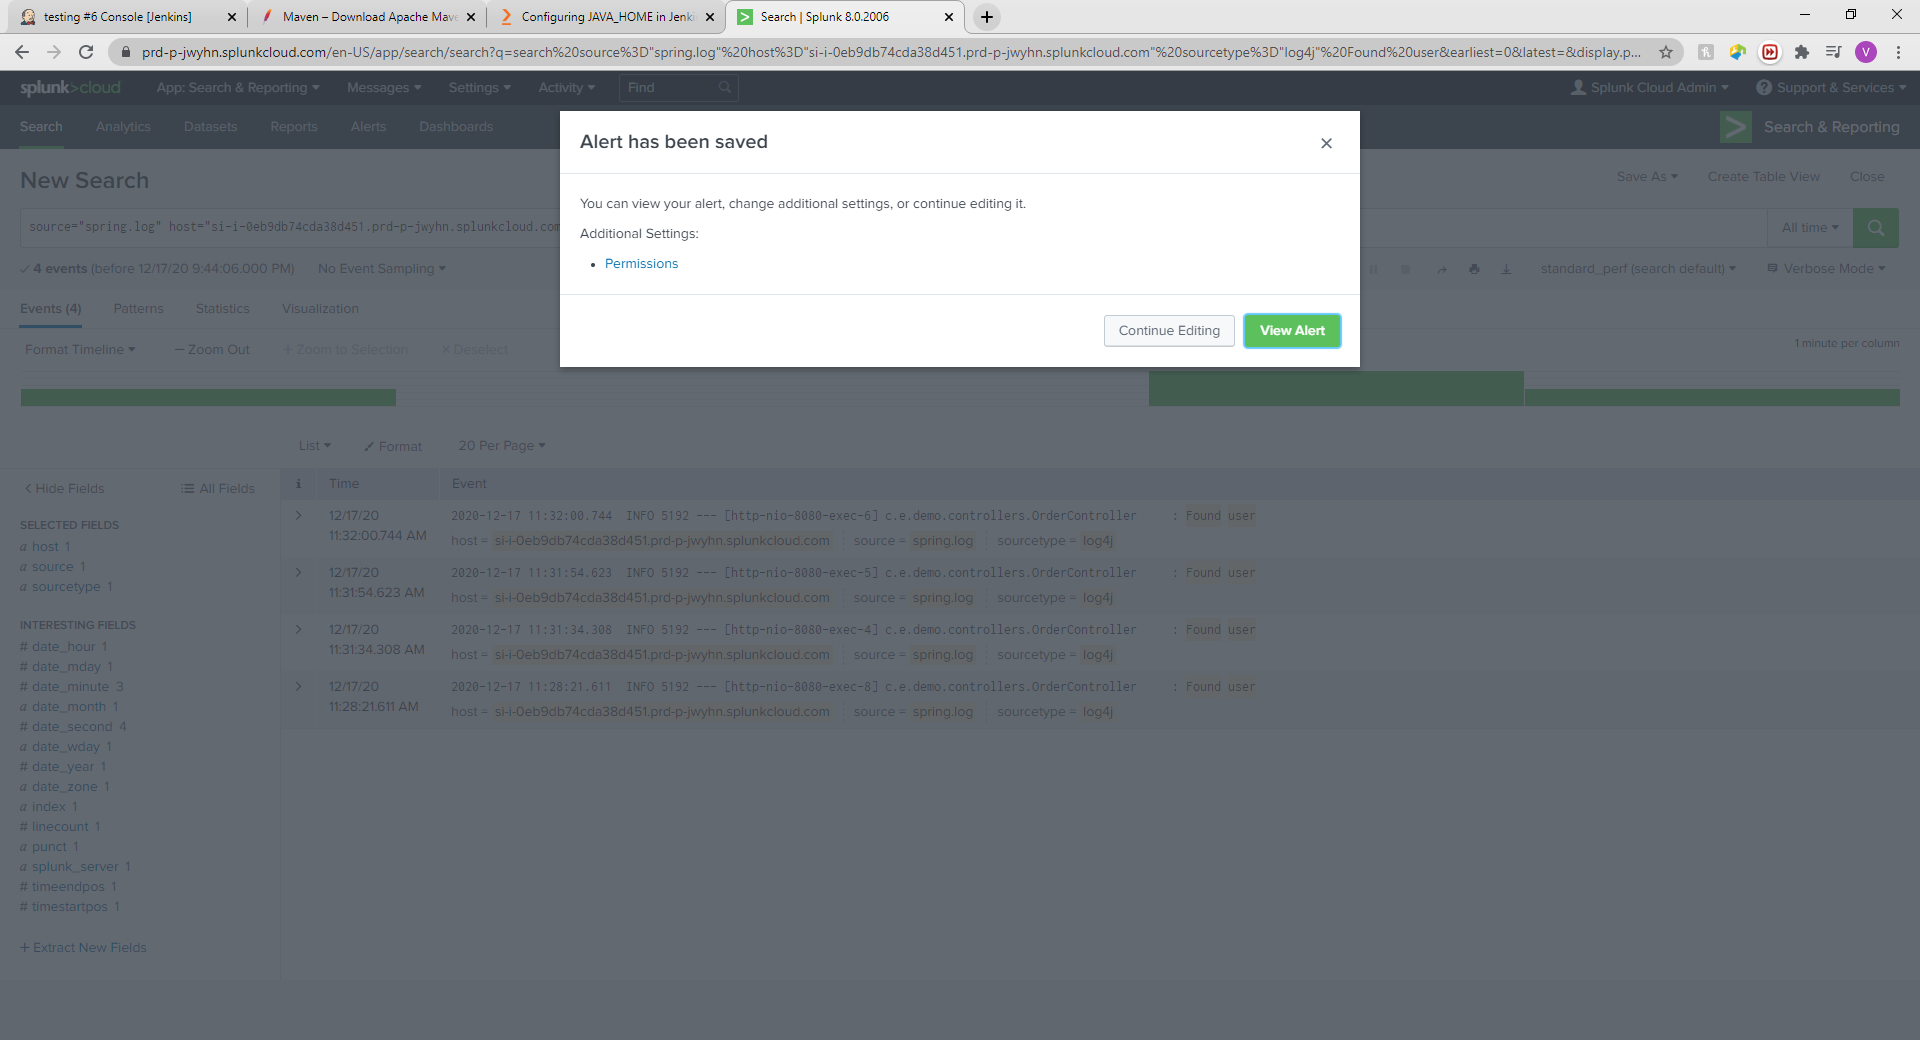 testing #6 Console [Jenkins]
Maven – Download Apache Mave
Configuring JAVA_HOME in Jenki
Search | Splunk 8.0.2006
prd-p-jwyhn.splunkcloud.com/en-US/app/search/search?q=search%20source%3D"spring.log"%20host%3D"si-i-0eb9db74cda38d451.prd-p-jwyhn.splunkcloud.com"%20sourcetype%3D"log4j"%20Found%20user&earliest=0&latest=&display.p...
V
splunk>cloud App: Search & Reporting Messages Settings Activity Find Splunk Cloud Admin Support & Services
Search Analytics Datasets Reports Alerts Dashboards Search & Reporting
Alert has been saved
You can view your alert, change additional settings, or continue editing it.
Additional Settings:
• Permissions
Continue Editing View Alert
New Search Save As Create Table View Close
source="spring.log" host="si-i-0eb9db74cda38d451.prd-p-jwyhn.splunkcloud.com All time
✓ 4 events (before 12/17/20 9:44:06.000 PM) No Event Sampling standard_perf (search default) Verbose Mode
Events (4) Patterns Statistics Visualization
Format Timeline — Zoom Out + Zoom to Selection × Deselect 1 minute per column
List Format 20 Per Page
< Hide Fields All Fields
i Time Event
SELECTED FIELDS
a host 1
a source 1
a sourcetype 1
INTERESTING FIELDS
# date_hour 1
# date_mday 1
# date_minute 3
a date_month 1
# date_second 4
a date_wday 1
# date_year 1
a date_zone 1
a index 1
# linecount 1
a punct 1
a splunk_server 1
# timeendpos 1
# timestartpos 1
+ Extract New Fields
12/17/20
11:32:00.744 AM
2020-12-17 11:32:00.744 INFO 5192 --- [http-nio-8080-exec-6] c.e.demo.controllers.OrderController : Found user
host = si-i-0eb9db74cda38d451.prd-p-jwyhn.splunkcloud.com source = spring.log sourcetype = log4j
12/17/20
11:31:54.623 AM
2020-12-17 11:31:54.623 INFO 5192 --- [http-nio-8080-exec-5] c.e.demo.controllers.OrderController : Found user
host = si-i-0eb9db74cda38d451.prd-p-jwyhn.splunkcloud.com source = spring.log sourcetype = log4j
12/17/20
11:31:34.308 AM
2020-12-17 11:31:34.308 INFO 5192 --- [http-nio-8080-exec-4] c.e.demo.controllers.OrderController : Found user
host = si-i-0eb9db74cda38d451.prd-p-jwyhn.splunkcloud.com source = spring.log sourcetype = log4j
12/17/20
11:28:21.611 AM
2020-12-17 11:28:21.611 INFO 5192 --- [http-nio-8080-exec-8] c.e.demo.controllers.OrderController : Found user
host = si-i-0eb9db74cda38d451.prd-p-jwyhn.splunkcloud.com source = spring.log sourcetype = log4j